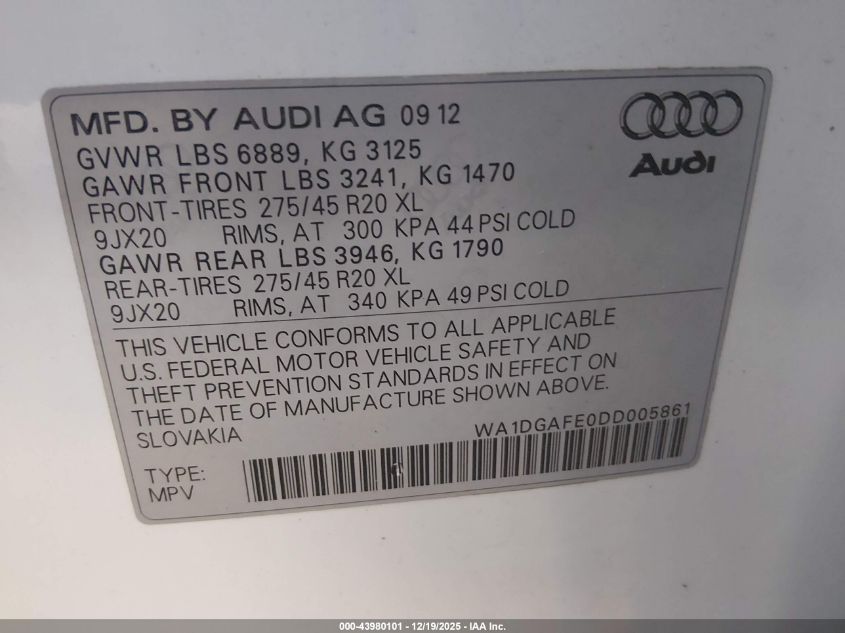 MFD. BY AUDI AG 09 12
GVWR LBS 6889, KG 3125
GAWR FRONT LBS 3241, KG 1470
FRONT-TIRES 275/45 R20 XL
9JX20 RIMS, AT 300 KPA 44 PSI COLD
GAWR REAR LBS 3946, KG 1790
REAR-TIRES 275/45 R20 XL
9JX20 RIMS, AT 340 KPA 49 PSI COLD
Audi
THIS VEHICLE CONFORMS TO ALL APPLICABLE
U.S. FEDERAL MOTOR VEHICLE SAFETY AND
THEFT PREVENTION STANDARDS IN EFFECT ON
THE DATE OF MANUFACTURE SHOWN ABOVE.
SLOVAKIA
WA1DGAFE0DD005861
TYPE:
MPV
000-43980101 - 12/19/2025 - IAA Inc.